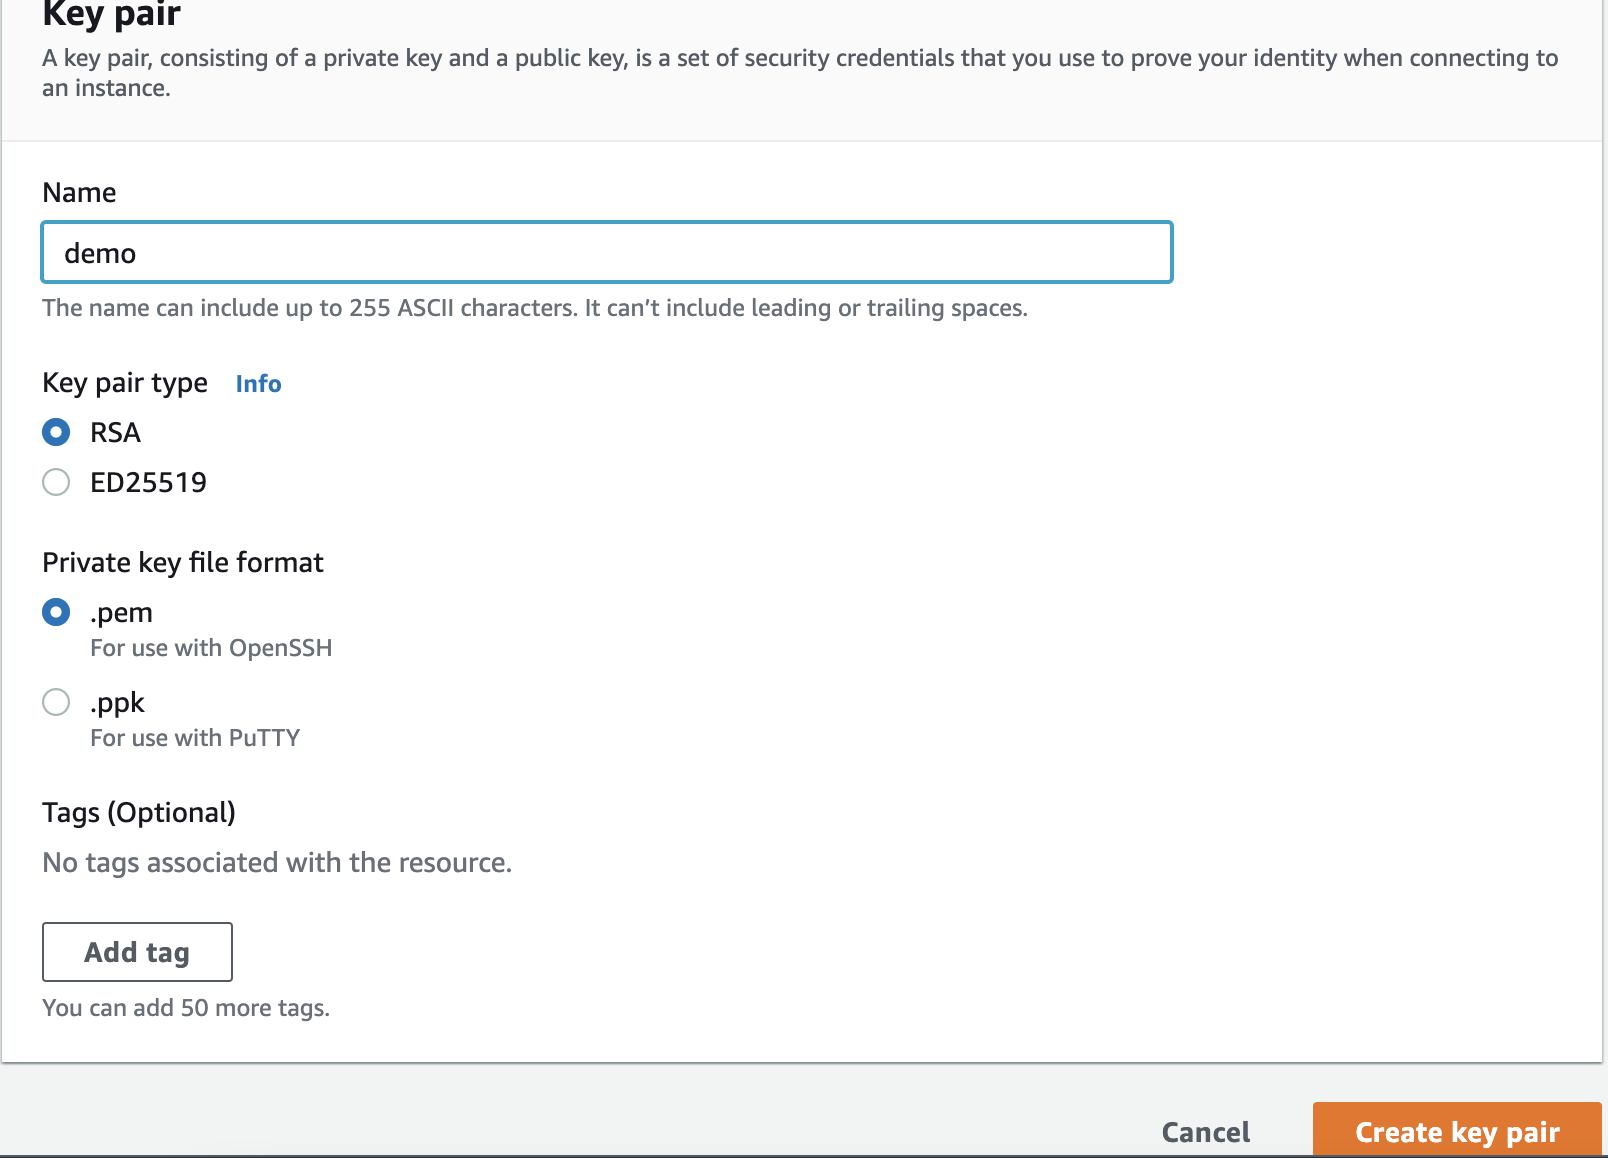 Key pair
A key pair, consisting of a private key and a public key, is a set of security credentials that you use to prove your identity when connecting to
an instance.
Name
demo
The name can include up to 255 ASCII characters. It can’t include leading or trailing spaces.
Key pair type Info
RSA
ED25519
Private key file format
.pem
For use with OpenSSH
.ppk
For use with PuTTY
Tags (Optional)
No tags associated with the resource.
Add tag
You can add 50 more tags.
Cancel Create key pair